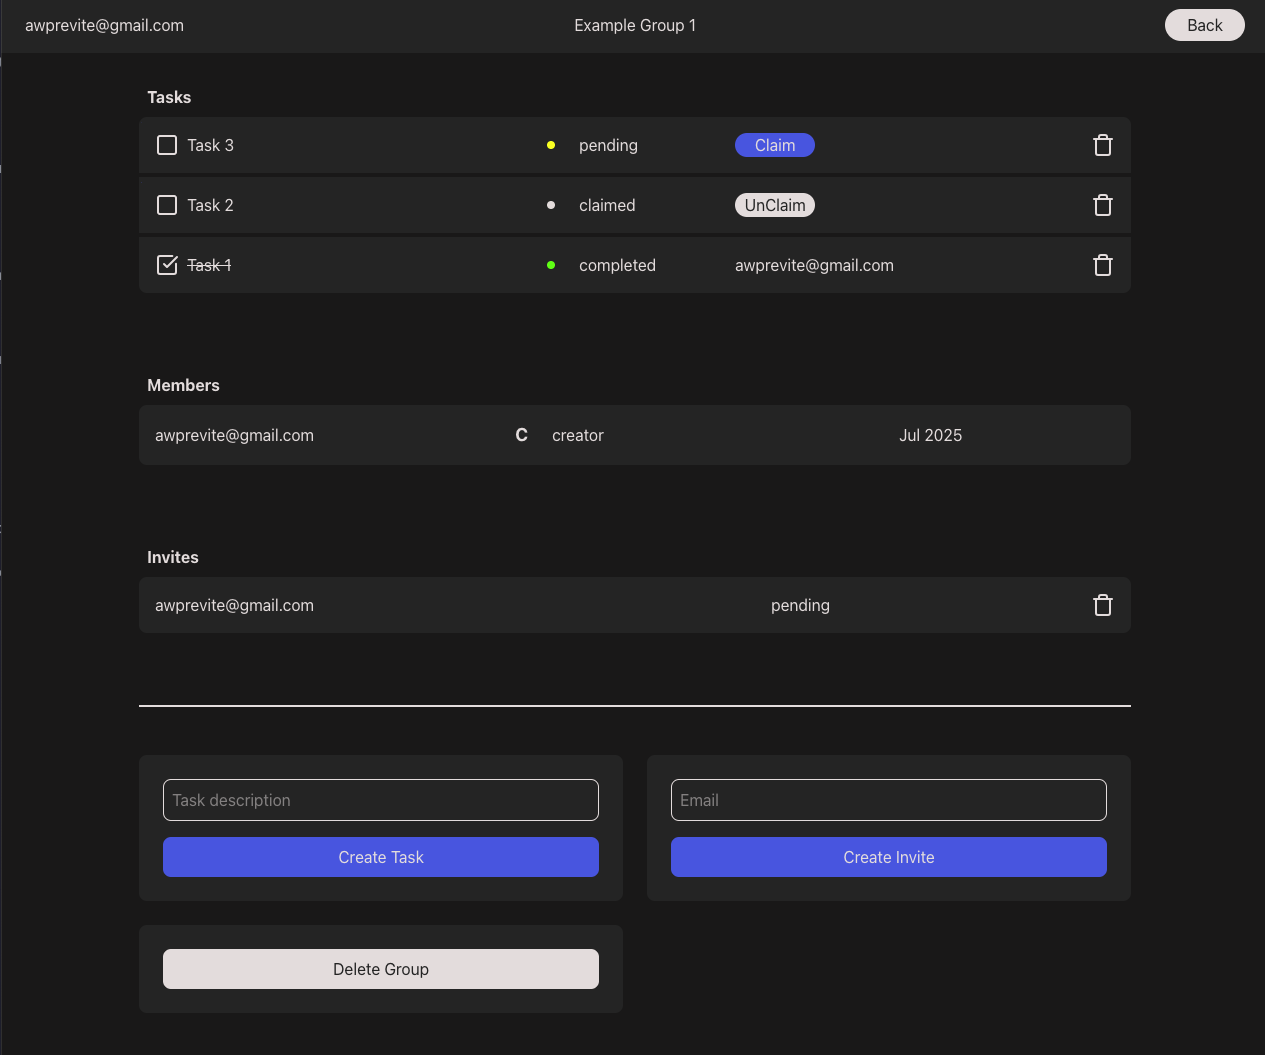 awprevite@gmail.com Example Group 1 Back
Tasks
Task 3 pending Claim
Task 2 claimed UnClaim
Task 1 completed awprevite@gmail.com
Members
awprevite@gmail.com C creator Jul 2025
Invites
awprevite@gmail.com pending
Task description Email
Create Task Create Invite
Delete Group